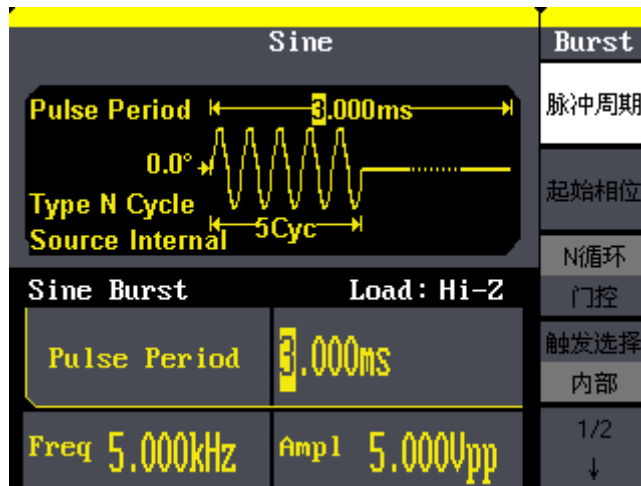 Sine
Burst
Pulse Period 3.000ms
脉冲周期
0.0°
起始相位
Type N Cycle
5Cyc
Source Internal
N循环
Sine Burst Load: Hi-Z
门控
触发选择
Pulse Period 3.000ms
内部
Freq 5.000kHz Ampl 5.000Vpp
1/2